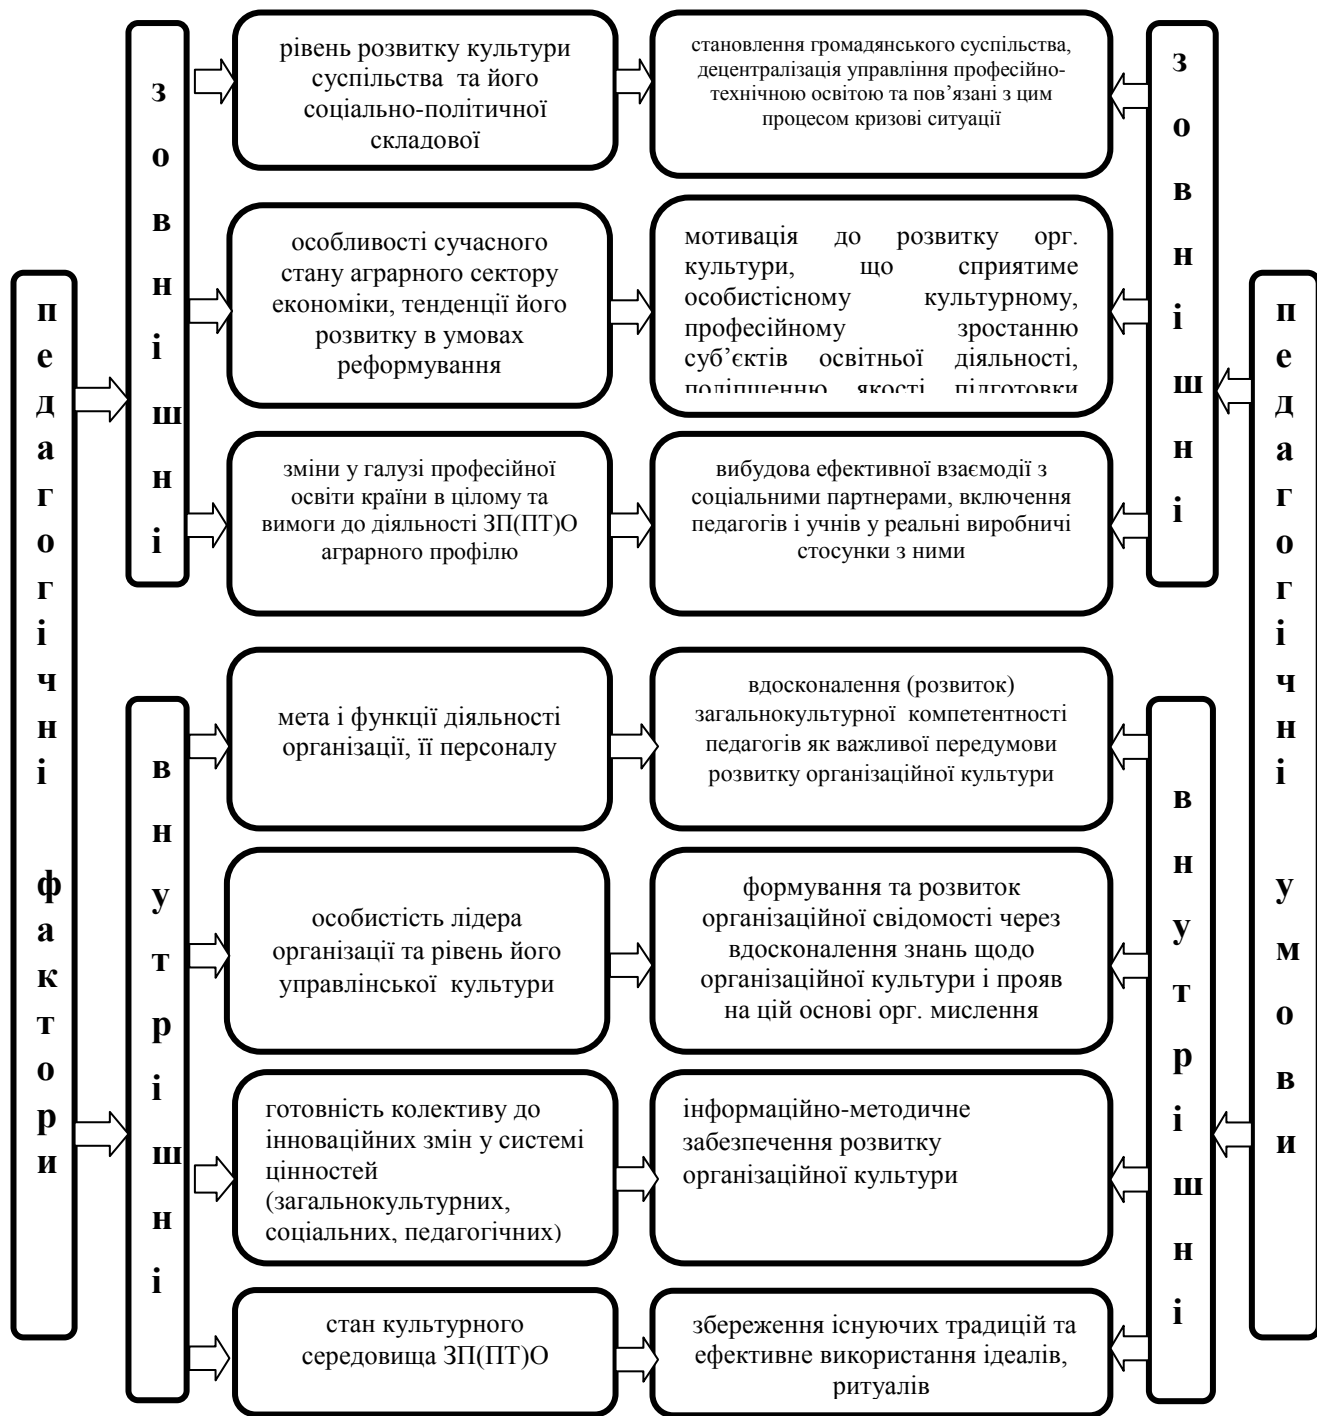 педагогічні фактори
зовнішні
рівень розвитку культури
суспільства та його
соціально-політичної
складової
становлення громадянського суспільства,
децентралізація управління професійно-
технічною освітою та пов’язані з цим
процесом кризові ситуації
особливості сучасного
стану аграрного сектору
економіки, тенденції його
розвитку в умовах
реформування
мотивація до розвитку орг.
культури, що сприятиме
особистісному культурному,
професійному зростанню
суб’єктів освітньої діяльності,
поліпшенню якості підготовки
зміни у галузі професійної
освіти країни в цілому та
вимоги до діяльності ЗП(ПТ)О
аграрного профілю
вибудова ефективної взаємодії з
соціальними партнерами, включення
педагогів і учнів у реальні виробничі
стосунки з ними
зовнішні
педагогічні умови
внутрішні
мета і функції діяльності
організації, її персоналу
вдосконалення (розвиток)
загальнокультурної компетентності
педагогів як важливої передумови
розвитку організаційної культури
особистість лідера
організації та рівень його
управлінської культури
формування та розвиток
організаційної свідомості через
вдосконалення знань щодо
організаційної культури і прояв
на цій основі орг. мислення
готовність колективу до
інноваційних змін у системі
цінностей
(загальнокультурних,
соціальних, педагогічних)
інформаційно-методичне
забезпечення розвитку
організаційної культури
стан культурного
середовища ЗП(ПТ)О
збереження існуючих традицій та
ефективне використання ідеалів,
ритуалів
внутрішні